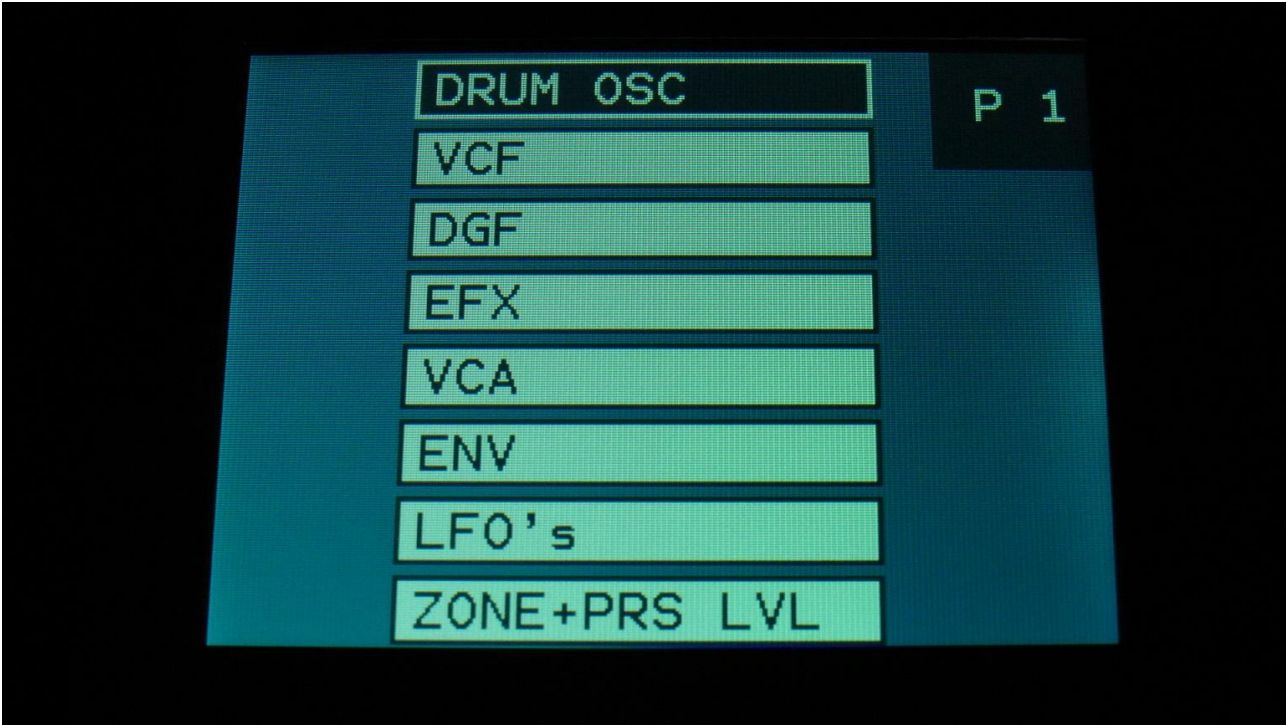 DRUM OSC
P 1
VCF
DGF
EFX
VCA
ENV
LFO's
ZONE+PRS LVL